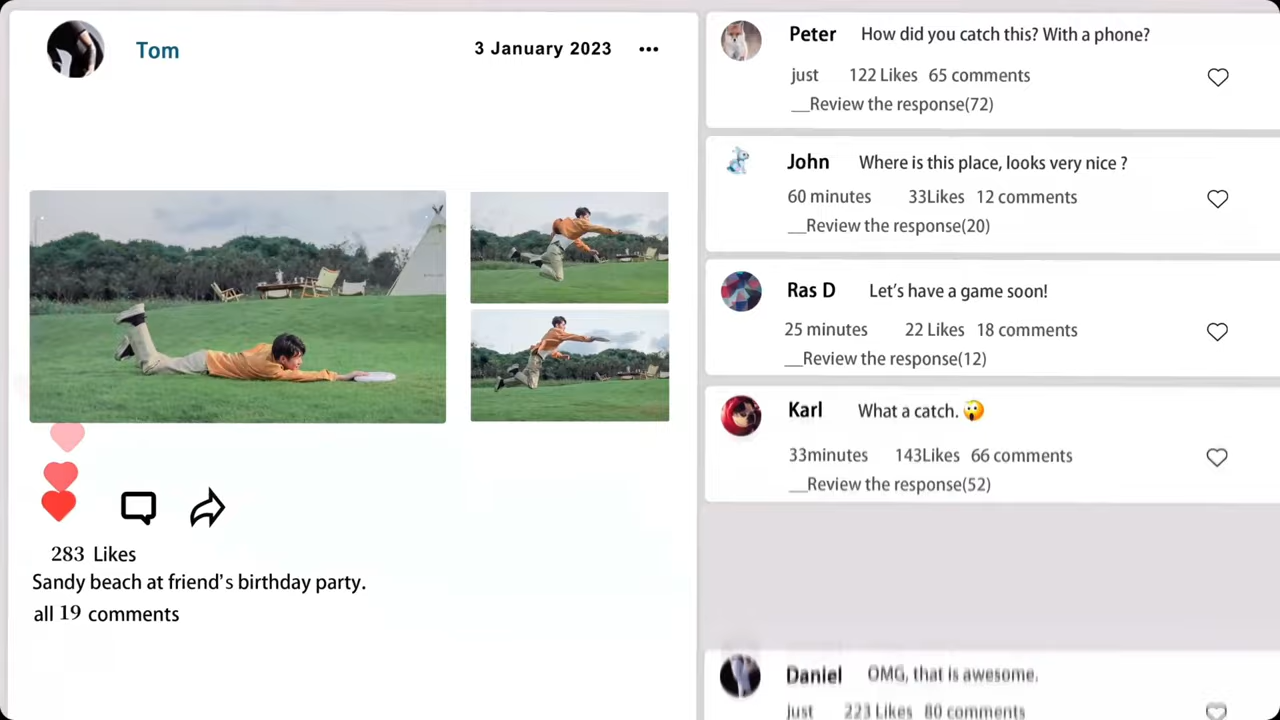 Tom
3 January 2023
283 Likes
Sandy beach at friend's birthday party.
all 19 comments
Peter How did you catch this? With a phone?
just 122 Likes 65 comments
__Review the response(72)
John Where is this place, looks very nice ?
60 minutes 33Likes 12 comments
__Review the response(20)
Ras D Let's have a game soon!
25 minutes 22 Likes 18 comments
__Review the response(12)
Karl What a catch. 😲
33minutes 143Likes 66 comments
__Review the response(52)
Daniel OMG, that is awesome.
just 223 Likes 80 comments